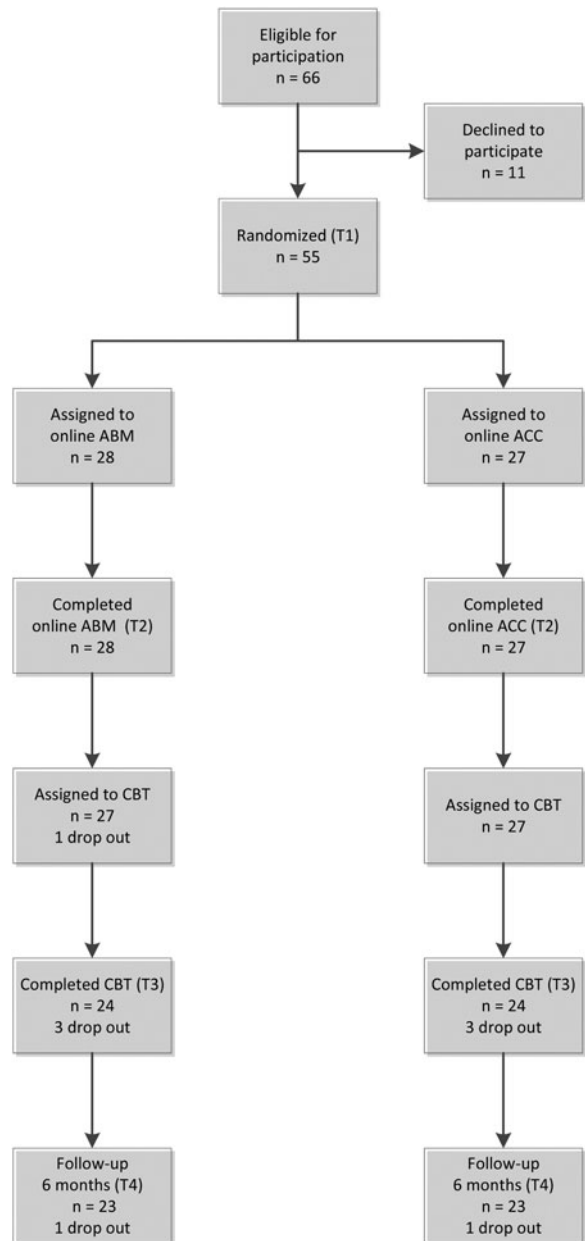 Eligible for
participation
n = 66
Declined to
participate
n = 11
Randomized (T1)
n = 55
Assigned to
online ABM
n = 28
Assigned to
online ACC
n = 27
Completed
online ABM (T2)
n = 28
Completed
online ACC (T2)
n = 27
Assigned to CBT
n = 27
1 drop out
Assigned to CBT
n = 27
Completed CBT (T3)
n = 24
3 drop out
Completed CBT (T3)
n = 24
3 drop out
Follow-up
6 months (T4)
n = 23
1 drop out
Follow-up
6 months (T4)
n = 23
1 drop out